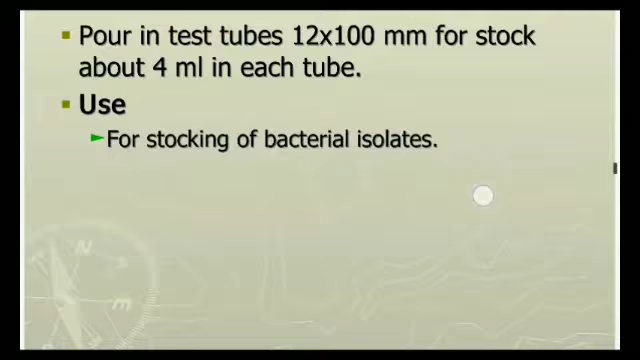 Pour in test tubes 12x100 mm for stock
about 4 ml in each tube.
Use
For stocking of bacterial isolates.
N
m